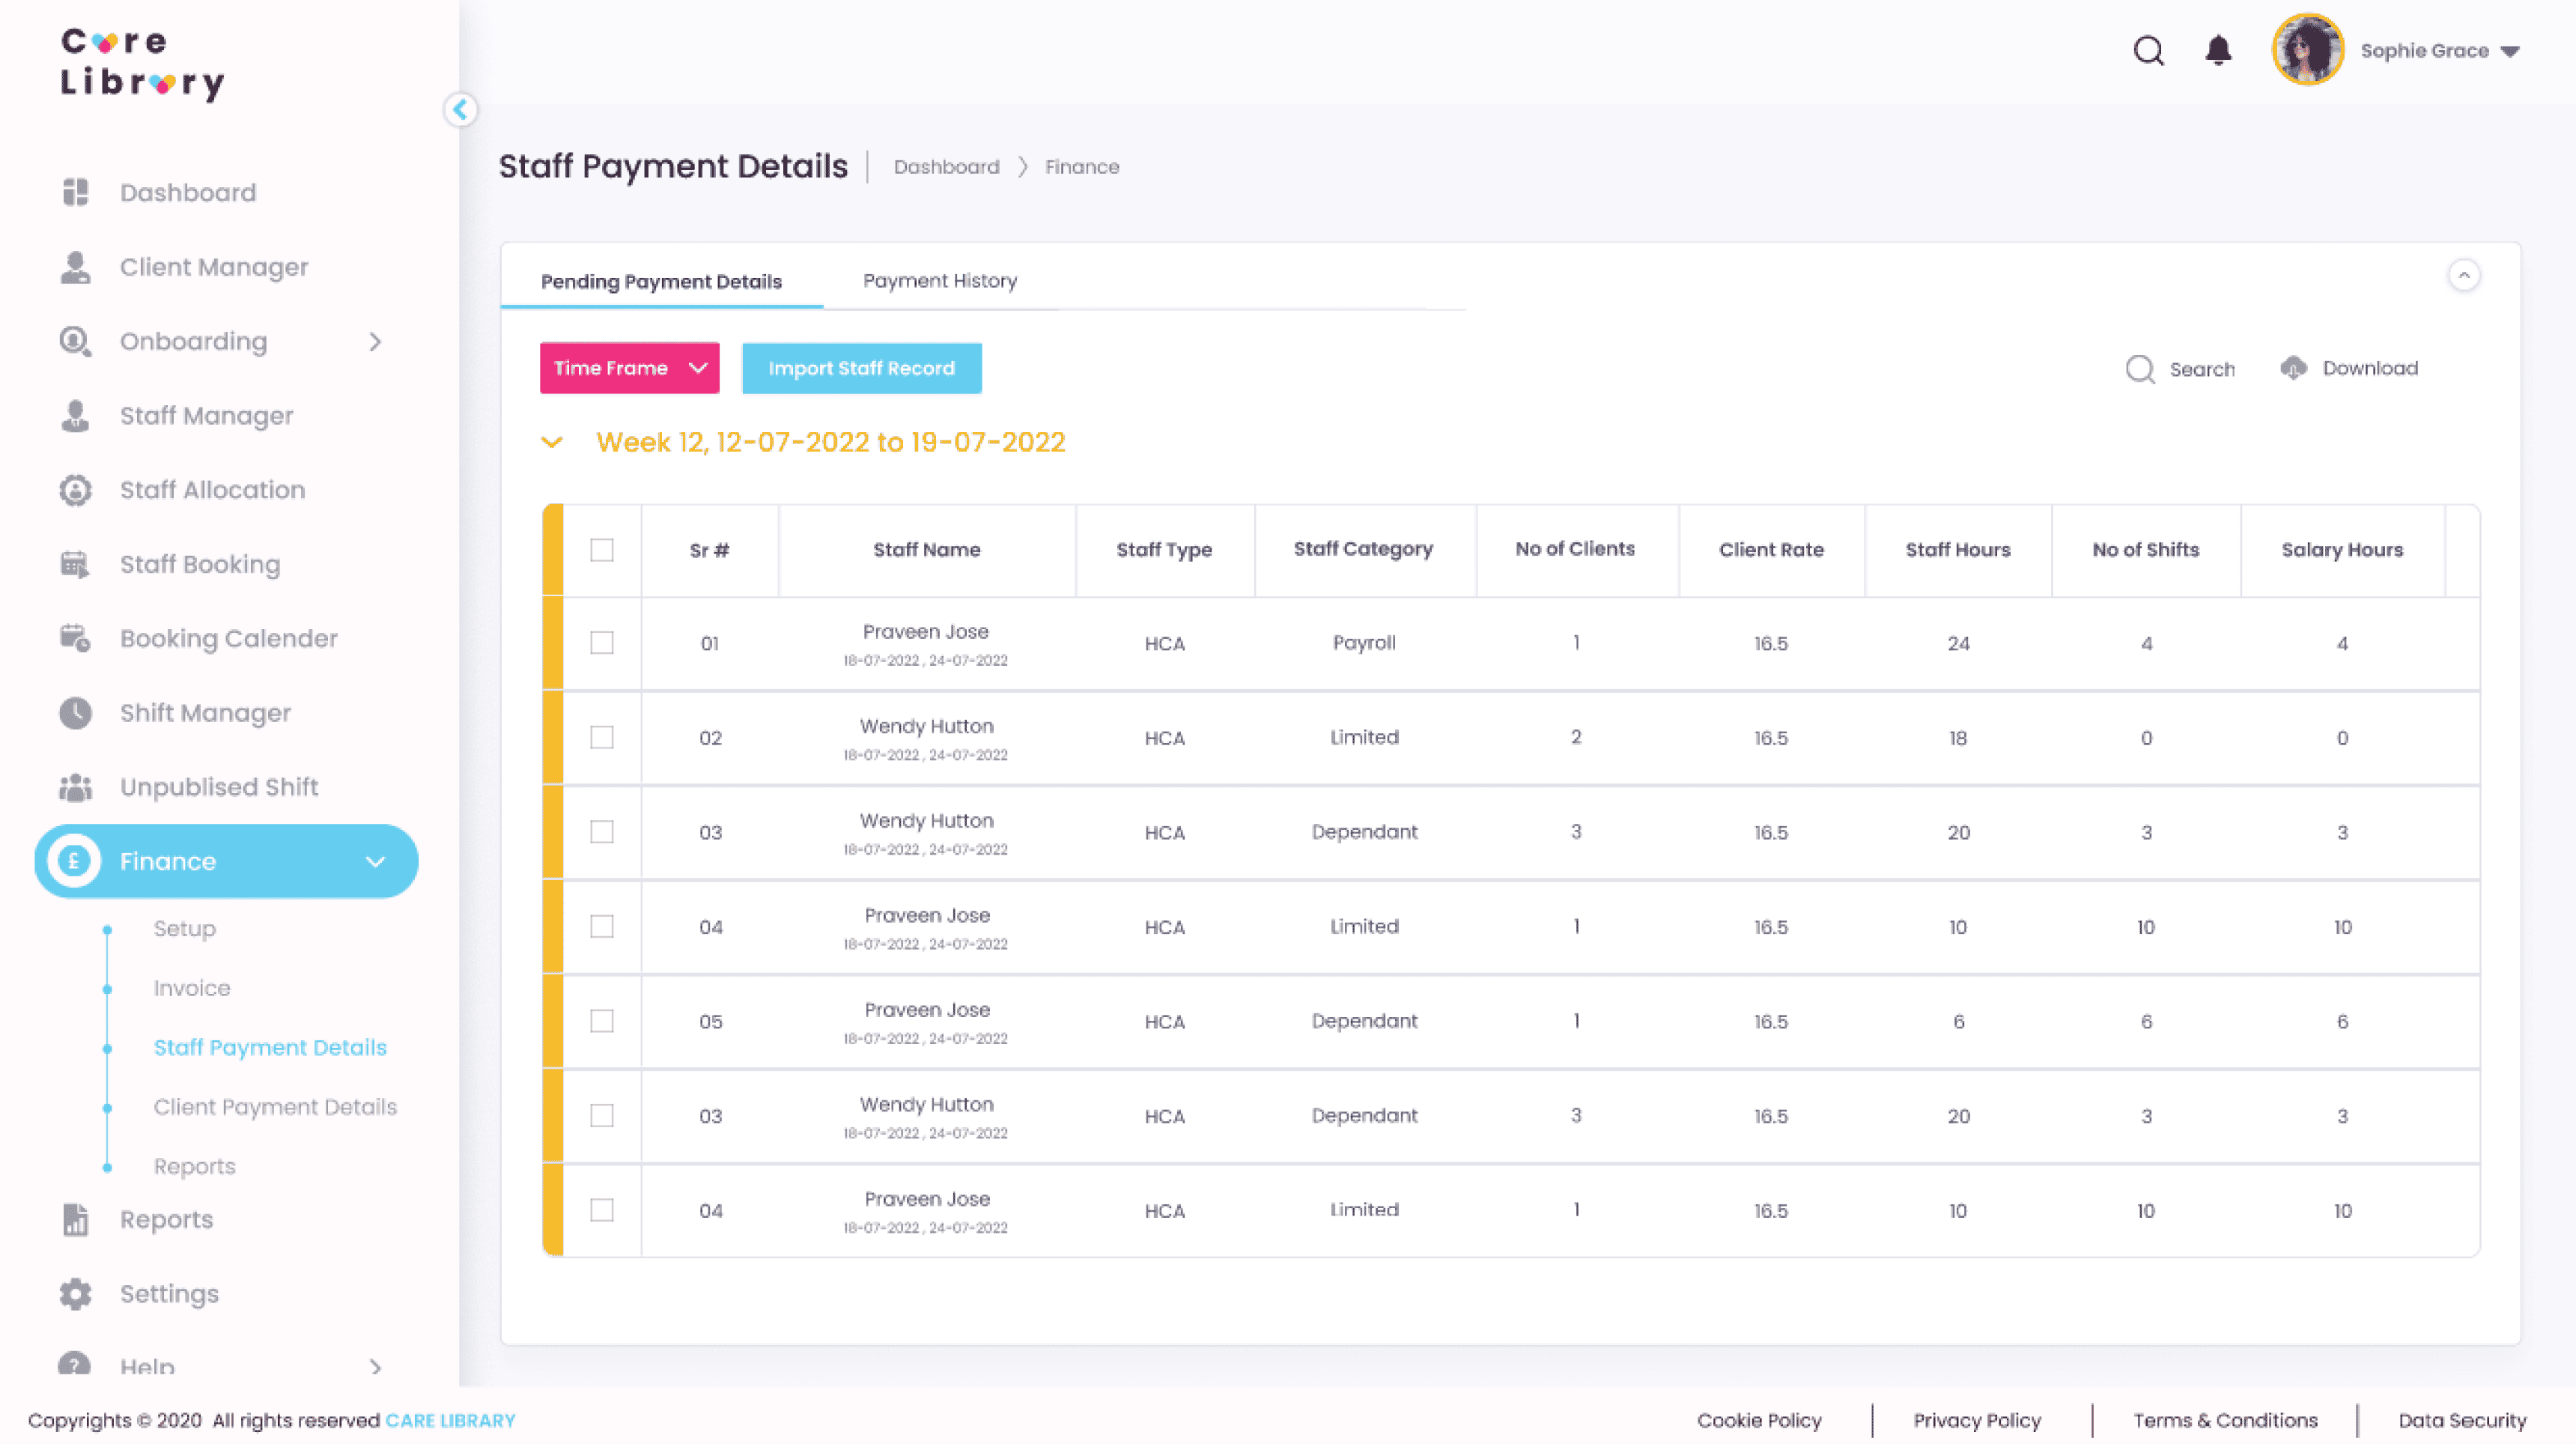 Care
Library
Sophie Grace
Staff Payment Details
Dashboard
Finance
Dashboard
Client Manager
Onboarding
Staff Manager
Staff Allocation
Staff Booking
Booking Calender
Shift Manager
Unpublised Shift
£ Finance
Setup
Invoice
Staff Payment Details
Client Payment Details
Reports
Reports
Settings
? Help
Pending Payment Details
Payment History
Time Frame
Import Staff Record
Search
Download
Week 12, 12-07-2022 to 19-07-2022
Sr # Staff Name Staff Type Staff Category No of Clients Client Rate Staff Hours No of Shifts Salary Hours
01 Praveen Jose HCA Payroll 1 16.5 24 4 4
18-07-2022 , 24-07-2022
02 Wendy Hutton HCA Limited 2 16.5 18 0 0
18-07-2022 , 24-07-2022
03 Wendy Hutton HCA Dependant 3 16.5 20 3 3
18-07-2022 , 24-07-2022
04 Praveen Jose HCA Limited 1 16.5 10 10 10
18-07-2022 , 24-07-2022
05 Praveen Jose HCA Dependant 1 16.5 6 6 6
18-07-2022 , 24-07-2022
03 Wendy Hutton HCA Dependant 3 16.5 20 3 3
18-07-2022 , 24-07-2022
04 Praveen Jose HCA Limited 1 16.5 10 10 10
18-07-2022 , 24-07-2022
Copyrights © 2020 All rights reserved CARE LIBRARY
Cookie Policy
Privacy Policy
Terms & Conditions
Data Security